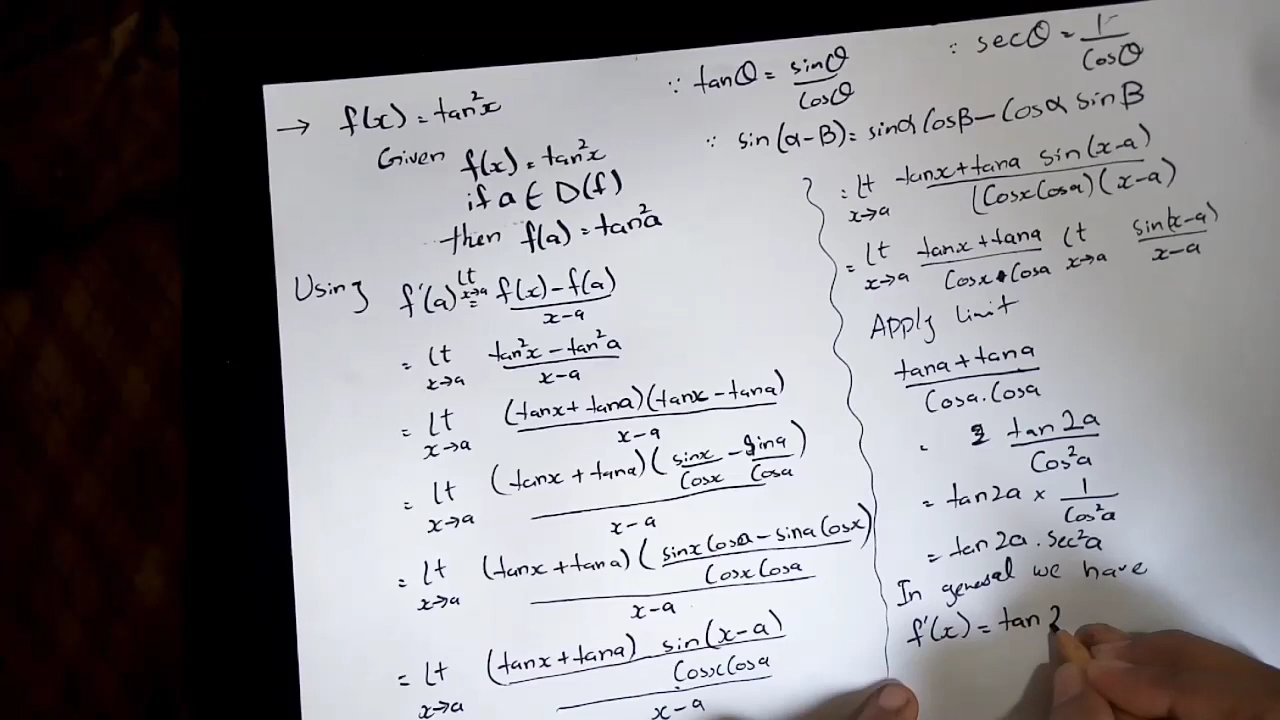 → f(x) = tan²x
∵ tanθ = sinθ/Cosθ
∵ secθ = 1/Cosθ
∵ sin(α-β) = sinα Cosβ - Cosα sinβ
Given f(x) = tan²x
if a ∈ D(f)
then f(a) = tan²a
Using f'(a) = Lt x→a f(x) - f(a)/x-a
= Lt x→a tan²x - tan²a/x-a
= Lt x→a (tanx + tana)(tanx - tana)/x-a
= Lt x→a (tanx + tana)(sinx/Cosx - Sina/Cosa)/x-a
= Lt x→a (tanx + tana)(sinx Cosa - sina Cosx/Cosx Cosa)/x-a
= Lt x→a (tanx + tana) sin(x-a)/Cosx Cosa/x-a
= Lt x→a tanx + tana sin(x-a)/(Cosx Cosa)(x-a)
= Lt x→a tanx + tana/Cosx • Cosa Lt x→a sin(x-a)/x-a
Apply limit
tana + tana/Cosa . Cosa
= tan2a/Cos²a
= tan2a × 1/Cos²a
= tan2a . sec²a
In general we have
f'(x) = tan 2